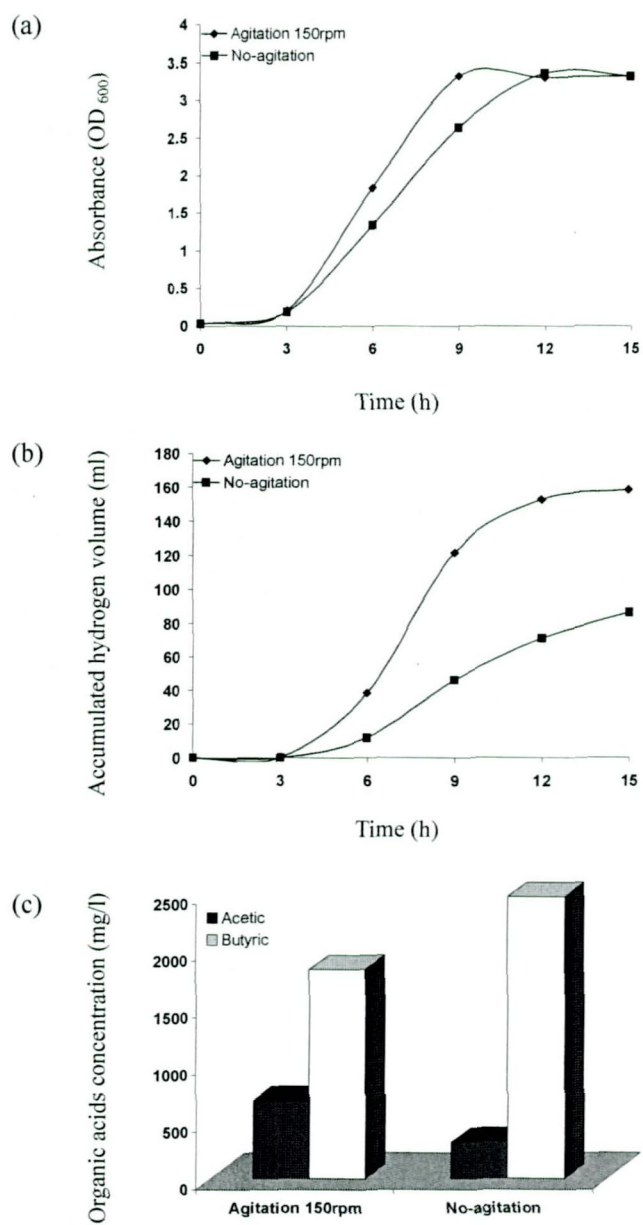 (a)
Agitation 150rpm
No-agitation
Absorbance (OD 600)
4
3.5
3
2.5
2
1.5
1
0.5
0
0 3 6 9 12 15
Time (h)
(b)
Agitation 150rpm
No-agitation
Accumulated hydrogen volume (ml)
180
160
140
120
100
80
60
40
20
0
0 3 6 9 12 15
Time (h)
(c)
Acetic
Butyric
Organic acids concentration (mg/l)
2500
2000
1500
1000
500
0
Agitation 150rpm No-agitation